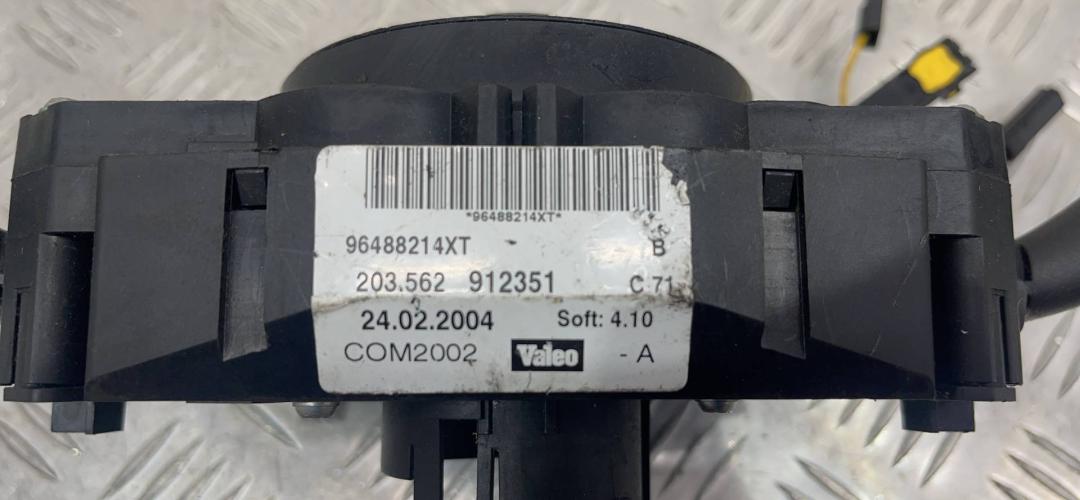 *96488214XT*
96488214XT B
203.562 912351 C 71
24.02.2004 Soft: 4.10
COM2002 Valeo - A